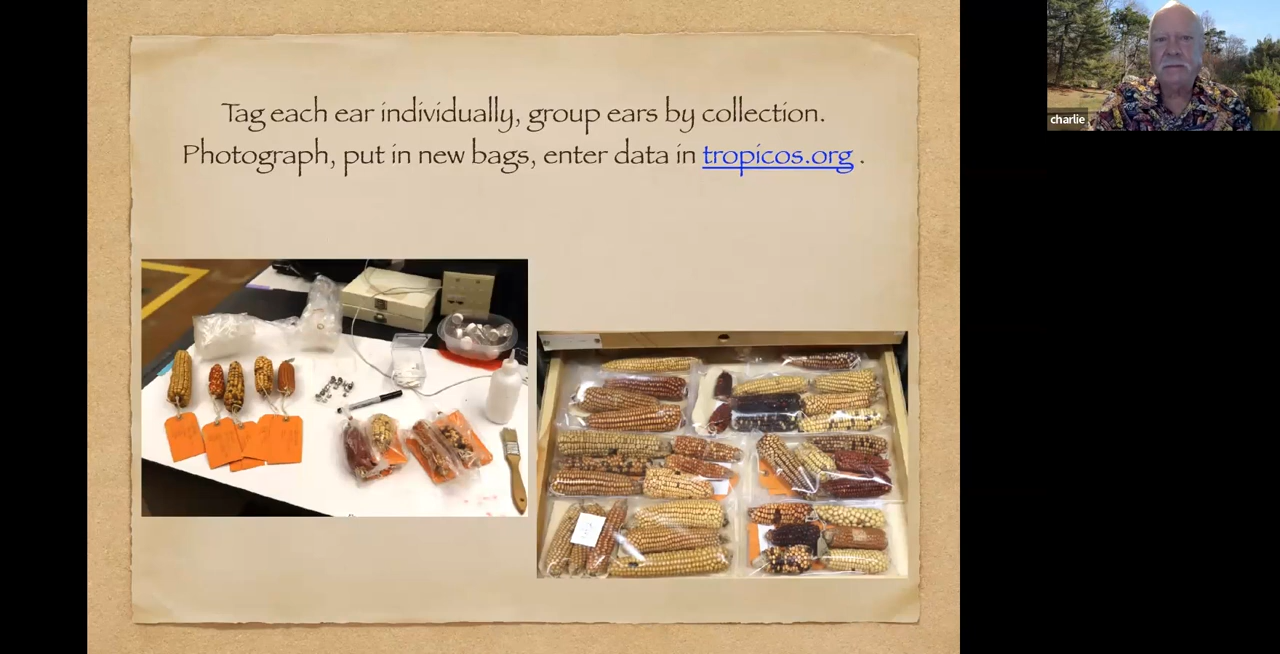 Tag each ear individually, group ears by collection.
Photograph, put in new bags, enter data in tropicos.org .
charlie